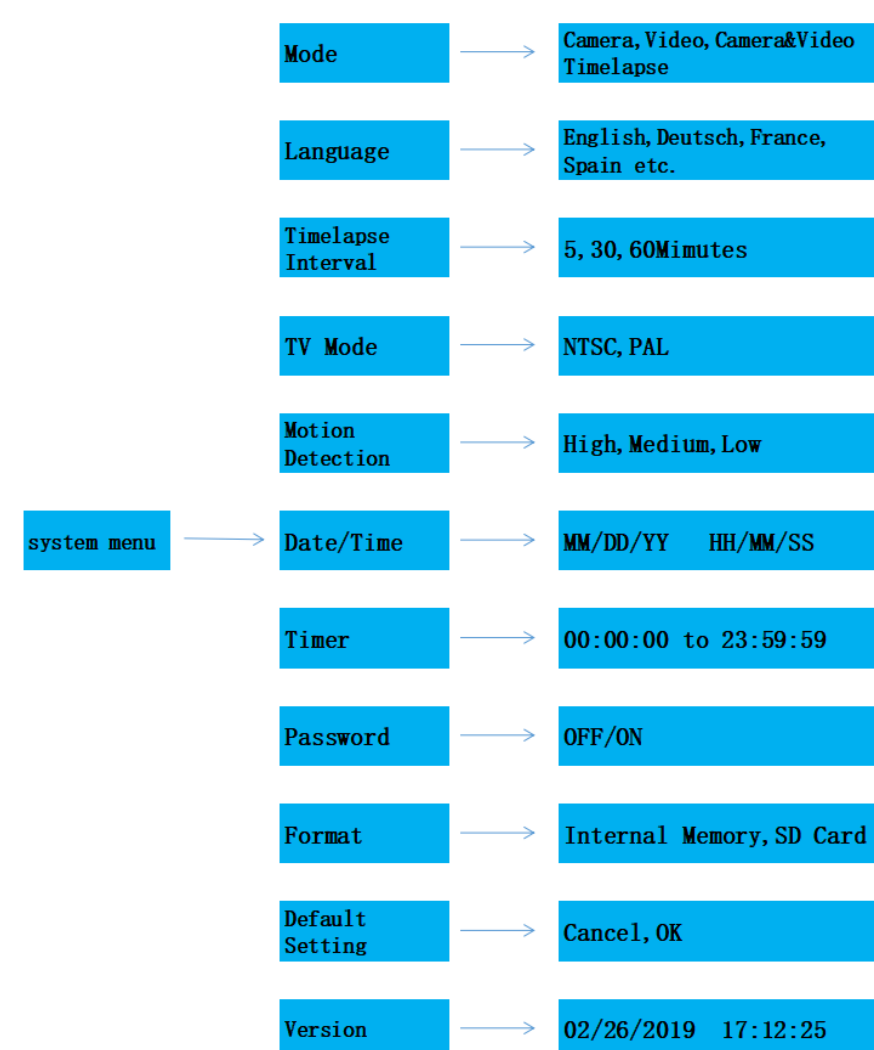 Mode
Camera,Video,Camera&Video
Timelapse
Language
English,Deutsch,France,
Spain etc.
Timelapse
Interval
5,30,60Mimutes
TV Mode
NTSC,PAL
Motion
Detection
High,Medium,Low
system menu
Date/Time
MM/DD/YY HH/MM/SS
Timer
00:00:00 to 23:59:59
Password
OFF/ON
Format
Internal Memory,SD Card
Default
Setting
Cancel,OK
Version
02/26/2019 17:12:25